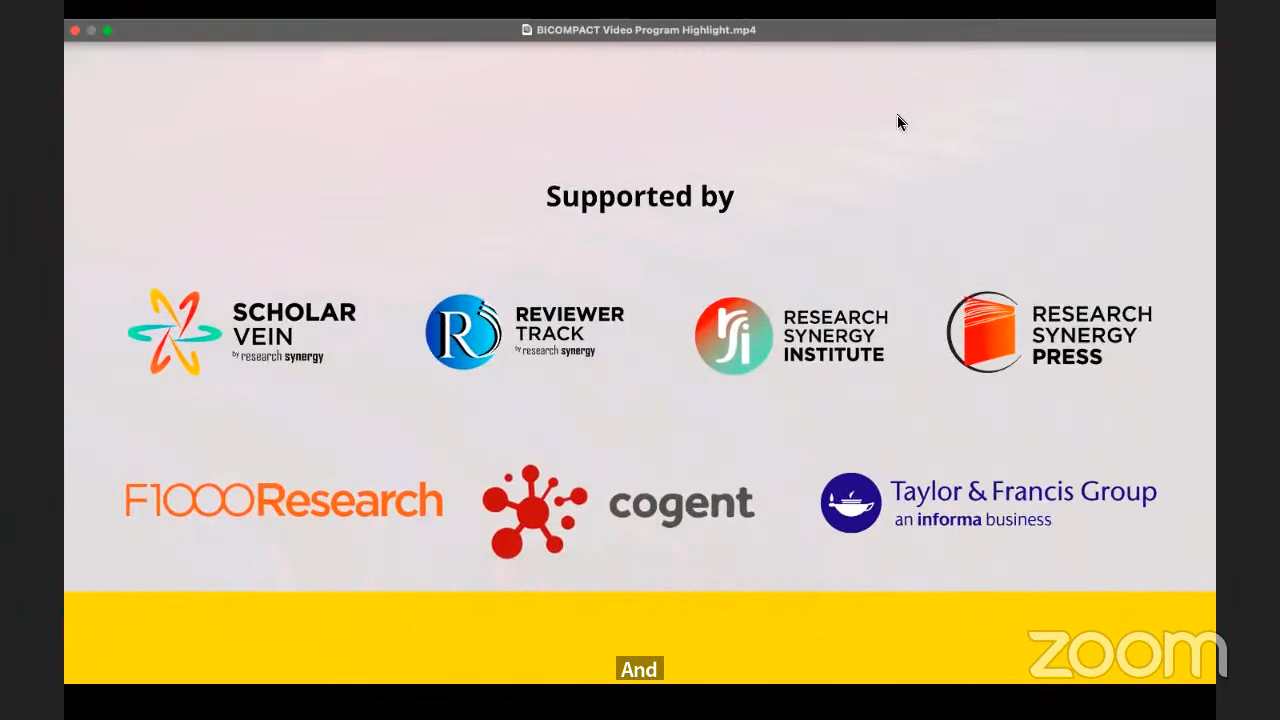 BICOMPACT Video Program Highlight.mp4
Supported by
SCHOLAR
VEIN
by research synergy
R
REVIEWER
TRACK
by research synergy
rsi
RESEARCH
SYNERGY
INSTITUTE
RESEARCH
SYNERGY
PRESS
F1000Research
cogent
Taylor & Francis Group
an informa business
zoom
And